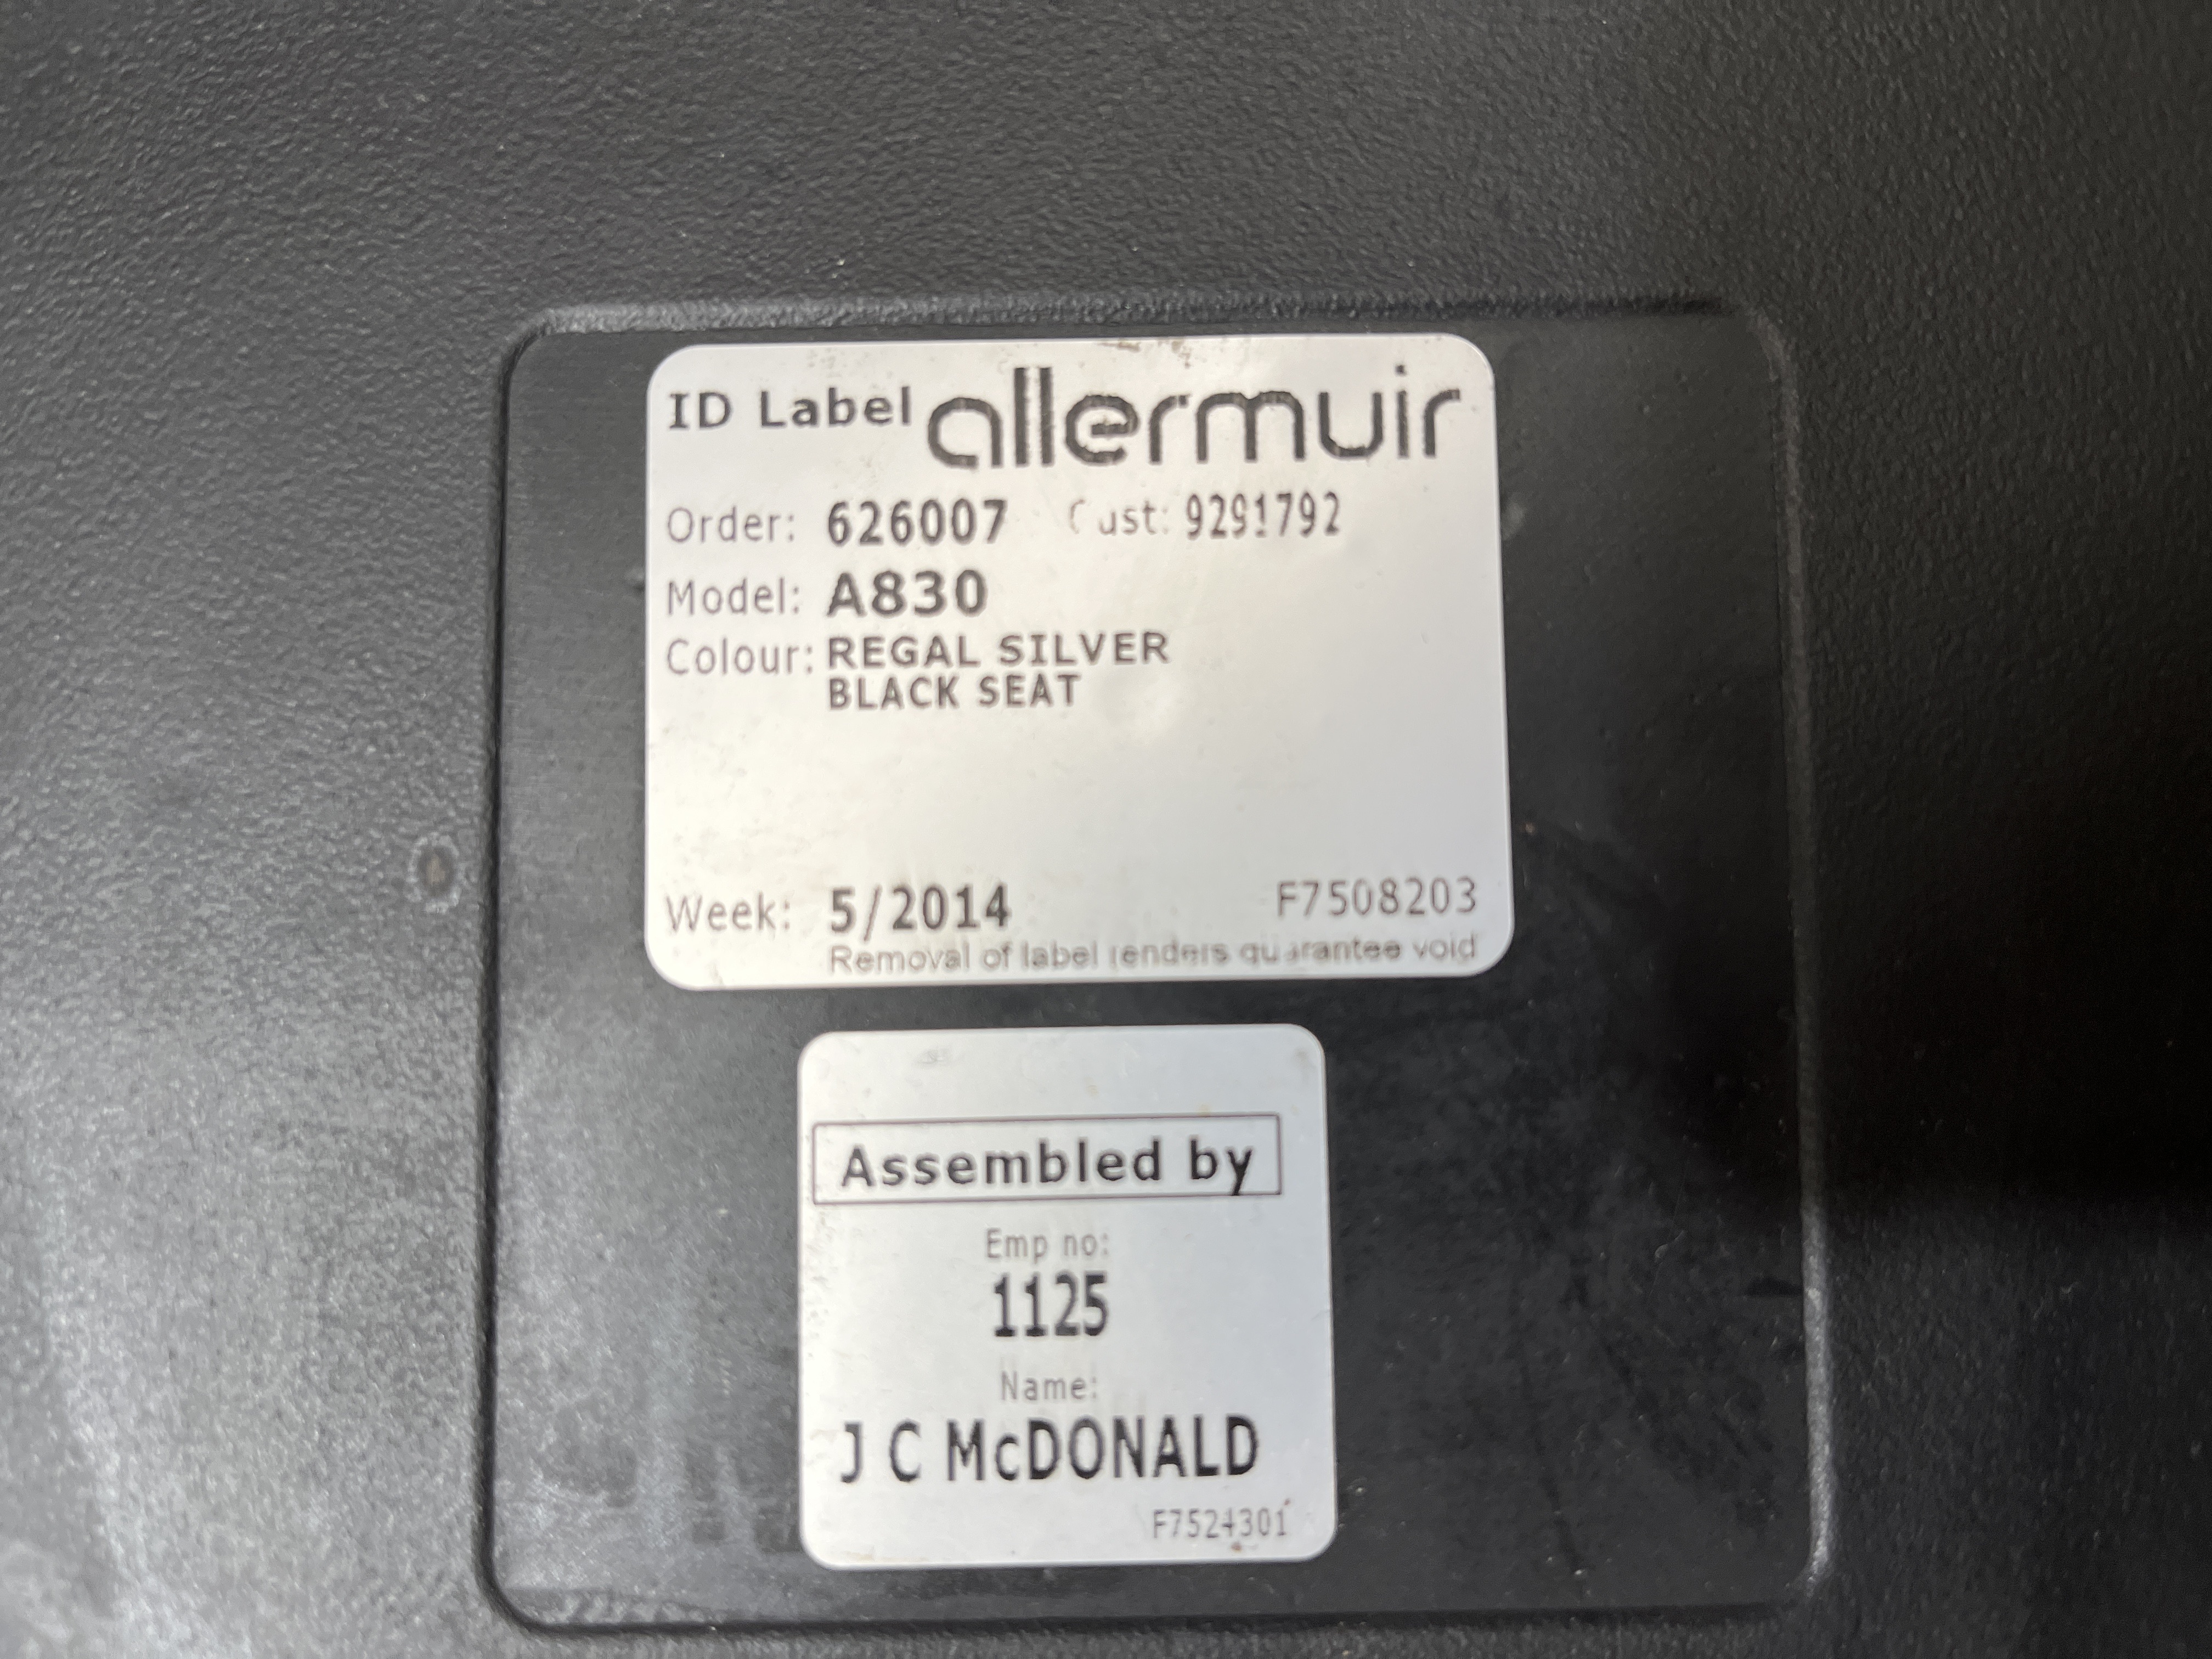 ID Label allermuir
Order: 626007 Cust: 9291792
Model: A830
Colour: REGAL SILVER
BLACK SEAT
Week: 5/2014 F7508203
Removal of label renders guarantee void
Assembled by
Emp no:
1125
Name:
J C McDONALD
F7524301